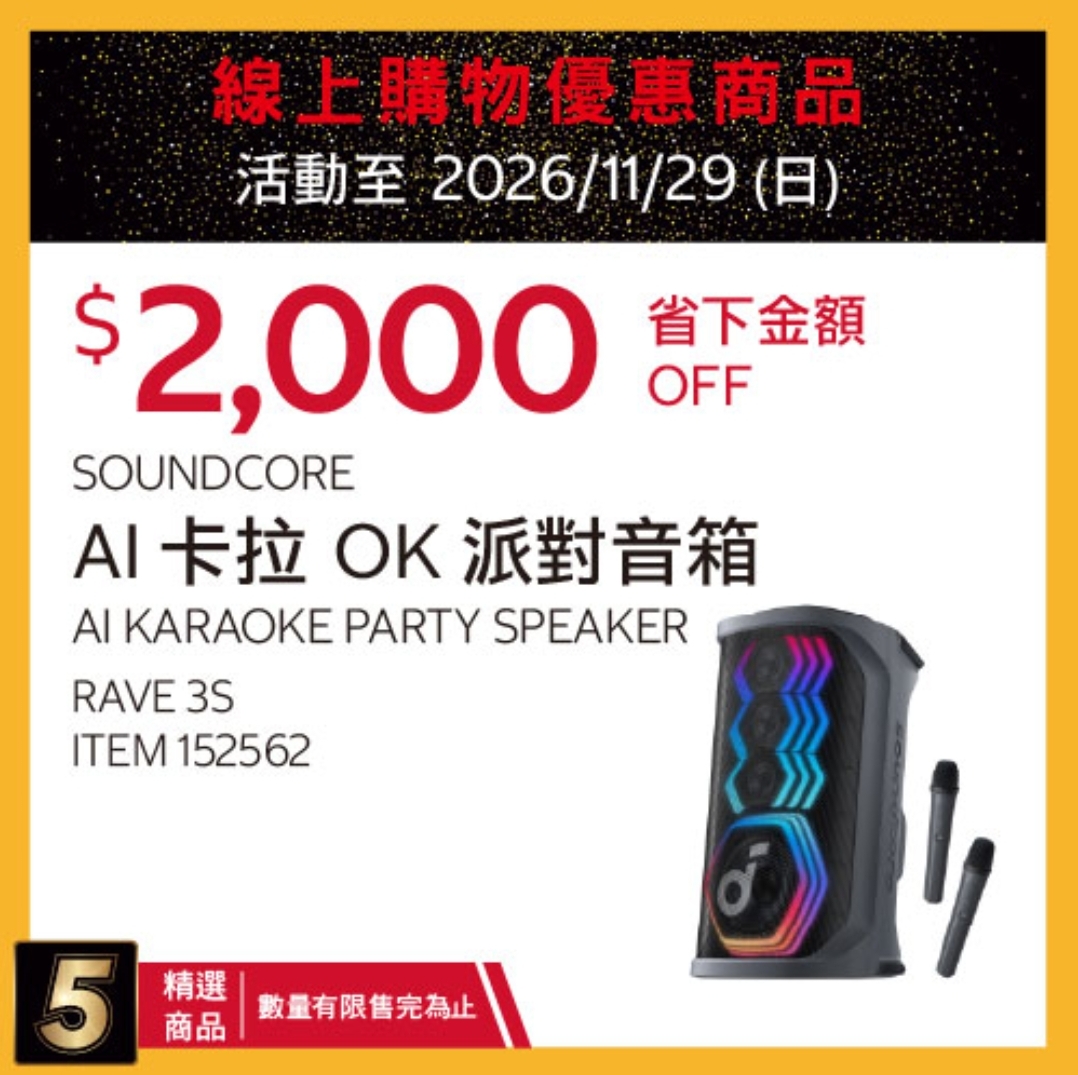 線上購物優惠商品
活動至 2026/11/29 (日)
$2,000 省下金額
OFF
SOUNDCORE
AI 卡拉 OK 派對音箱
AI KARAOKE PARTY SPEAKER
RAVE 3S
ITEM 152562
SOUNDCORE
5 精選
商品 數量有限售完為止